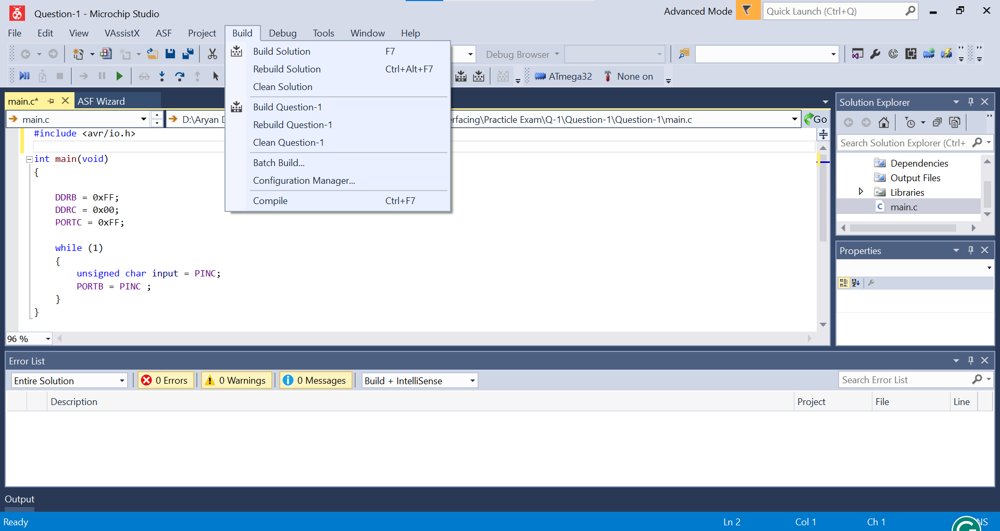 Question-1 - Microchip Studio
Advanced Mode
Quick Launch (Ctrl+Q)
File Edit View VAssistX ASF Project Build Debug Tools Window Help
Build Solution F7
Rebuild Solution Ctrl+Alt+F7
Clean Solution
Build Question-1
Rebuild Question-1
Clean Question-1
Batch Build...
Configuration Manager...
Compile Ctrl+F7
Debug Browser
ATmega32 None on
main.c* ASF Wizard
main.c D:\Aryan rfacing\Practicle Exam\Q-1\Question-1\Question-1\main.c Go
#include <avr/io.h>
int main(void)
{
DDRB = 0xFF;
DDRC = 0x00;
PORTC = 0xFF;
while (1)
{
unsigned char input = PINC;
PORTB = PINC ;
}
}
96 %
Solution Explorer
Search Solution Explorer (Ctrl+
Dependencies
Output Files
Libraries
C main.c
Properties
Error List
Entire Solution 0 Errors 0 Warnings 0 Messages Build + IntelliSense Search Error List
Description Project File Line
Output
Ready Ln 2 Col 1 Ch 1 NS